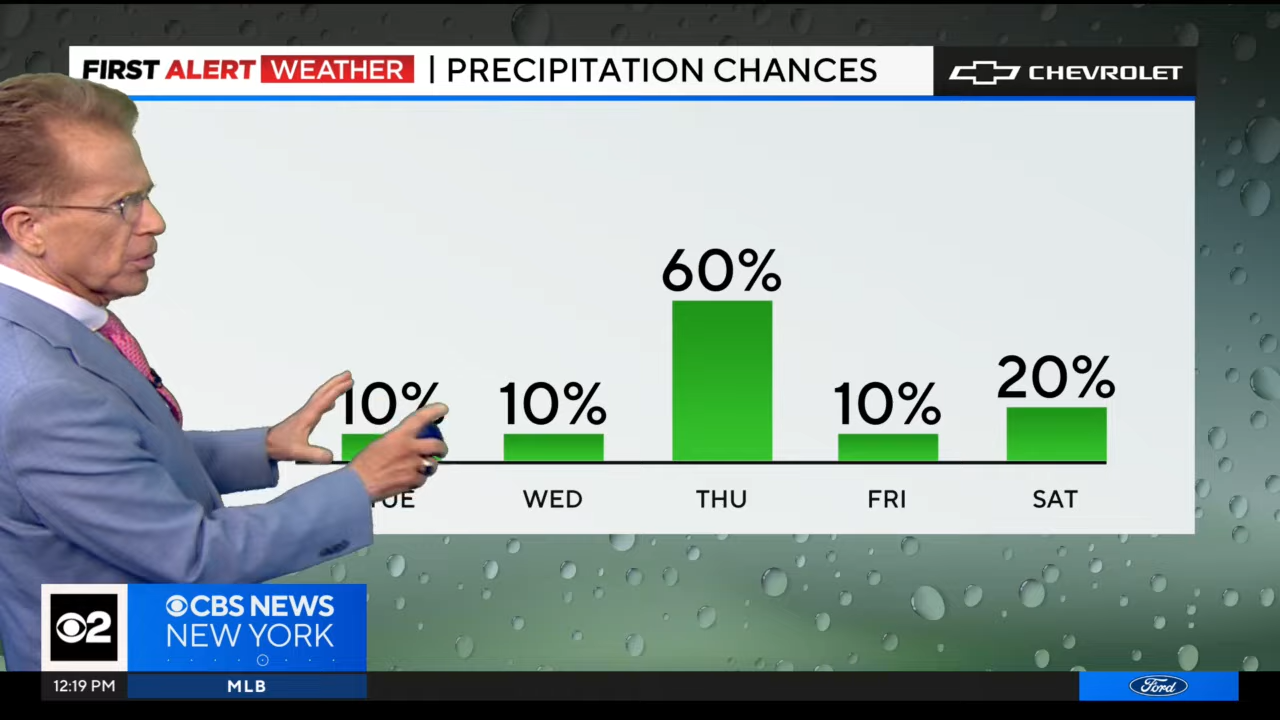 FIRST ALERT WEATHER | PRECIPITATION CHANCES
CHEVROLET
60%
10%
10%
10%
20%
TUE
WED
THU
FRI
SAT
2
CBS NEWS
NEW YORK
12:19 PM
MLB
Ford